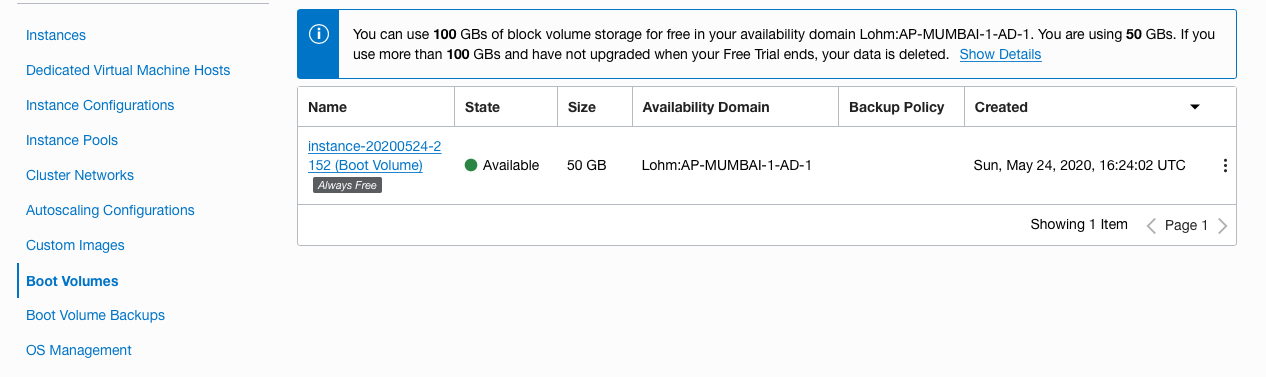 Instances
Dedicated Virtual Machine Hosts
Instance Configurations
Instance Pools
Cluster Networks
Autoscaling Configurations
Custom Images
Boot Volumes
Boot Volume Backups
OS Management
You can use 100 GBs of block volume storage for free in your availability domain Lohm:AP-MUMBAI-1-AD-1. You are using 50 GBs. If you
use more than 100 GBs and have not upgraded when your Free Trial ends, your data is deleted. Show Details
Name State Size Availability Domain Backup Policy Created
instance-20200524-2
152 (Boot Volume) Available 50 GB Lohm:AP-MUMBAI-1-AD-1 Sun, May 24, 2020, 16:24:02 UTC
Always Free
Showing 1 Item Page 1